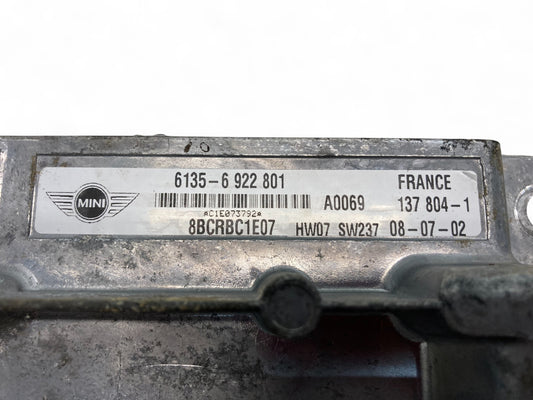 MINI
6135-6 922 801
A0069
FRANCE
137 804-1
*C1E073792*
8BCRBC1E07
HW07 SW237 08-07-02